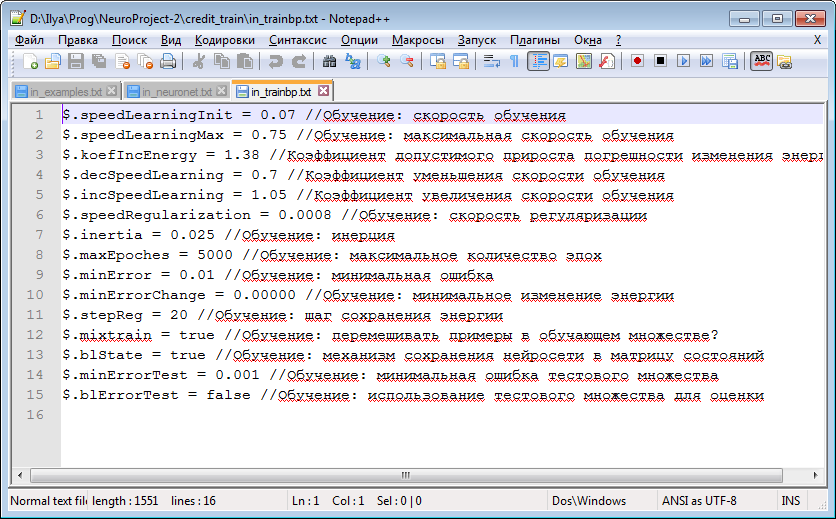 D:\Ilya\Prog\NeuroProject-2\credit_train\in_trainbp.txt - Notepad++
Файл Правка Поиск Вид Кодировки Синтаксис Опции Макросы Запуск Плагины Окна ? X
in_examples.txt in_neuronet.txt in_trainbp.txt
1 $.speedLearningInit = 0.07 //Обучение: скорость обучения
2 $.speedLearningMax = 0.75 //Обучение: максимальная скорость обучения
3 $.koefIncEnergy = 1.38 //Коэффициент допустимого прироста погрешности изменения энерг
4 $.decSpeedLearning = 0.7 //Коэффициент уменьшения скорости обучения
5 $.incSpeedLearning = 1.05 //Коэффициент увеличения скорости обучения
6 $.speedRegularization = 0.0008 //Обучение: скорость регуляризации
7 $.inertia = 0.025 //Обучение: инерция
8 $.maxEpoches = 5000 //Обучение: максимальное количество эпох
9 $.minError = 0.01 //Обучение: минимальная ошибка
10 $.minErrorChange = 0.00000 //Обучение: минимальное изменение энергии
11 $.stepReg = 20 //Обучение: шаг сохранения энергии
12 $.mixtrain = true //Обучение: перемешивать примеры в обучающем множестве?
13 $.blState = true //Обучение: механизм сохранения нейросети в матрицу состояний
14 $.minErrorTest = 0.001 //Обучение: минимальная ошибка тестового множества
15 $.blErrorTest = false //Обучение: использование тестового множества для оценки
16
Normal text file length : 1551 lines : 16 Ln : 1 Col : 1 Sel : 0 | 0 Dos\Windows ANSI as UTF-8 INS